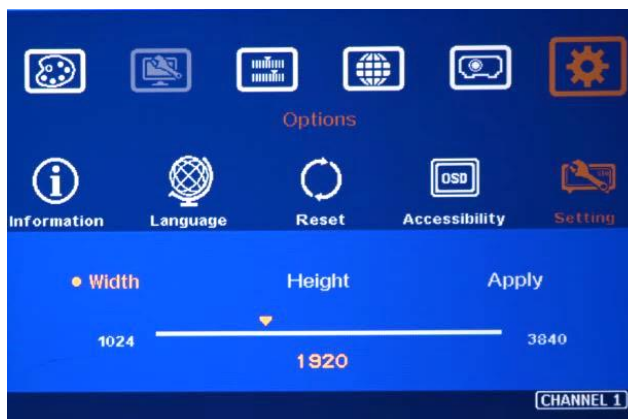 Options
Information Language Reset OSD Accessibility Setting
Width Height Apply
1024 3840
1920
CHANNEL 1